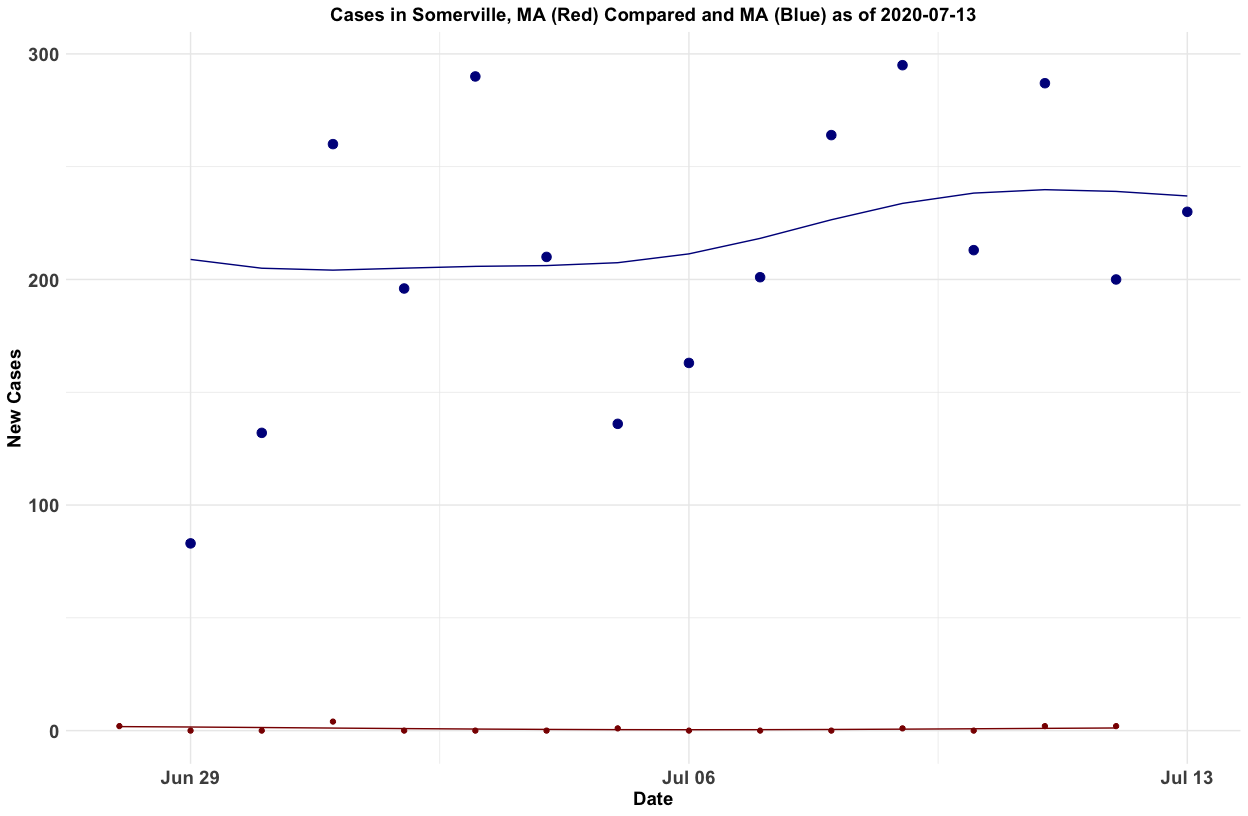 Cases in Somerville, MA (Red) Compared and MA (Blue) as of 2020-07-13
300
200
100
0
New Cases
Jun 29
Jul 06
Jul 13
Date